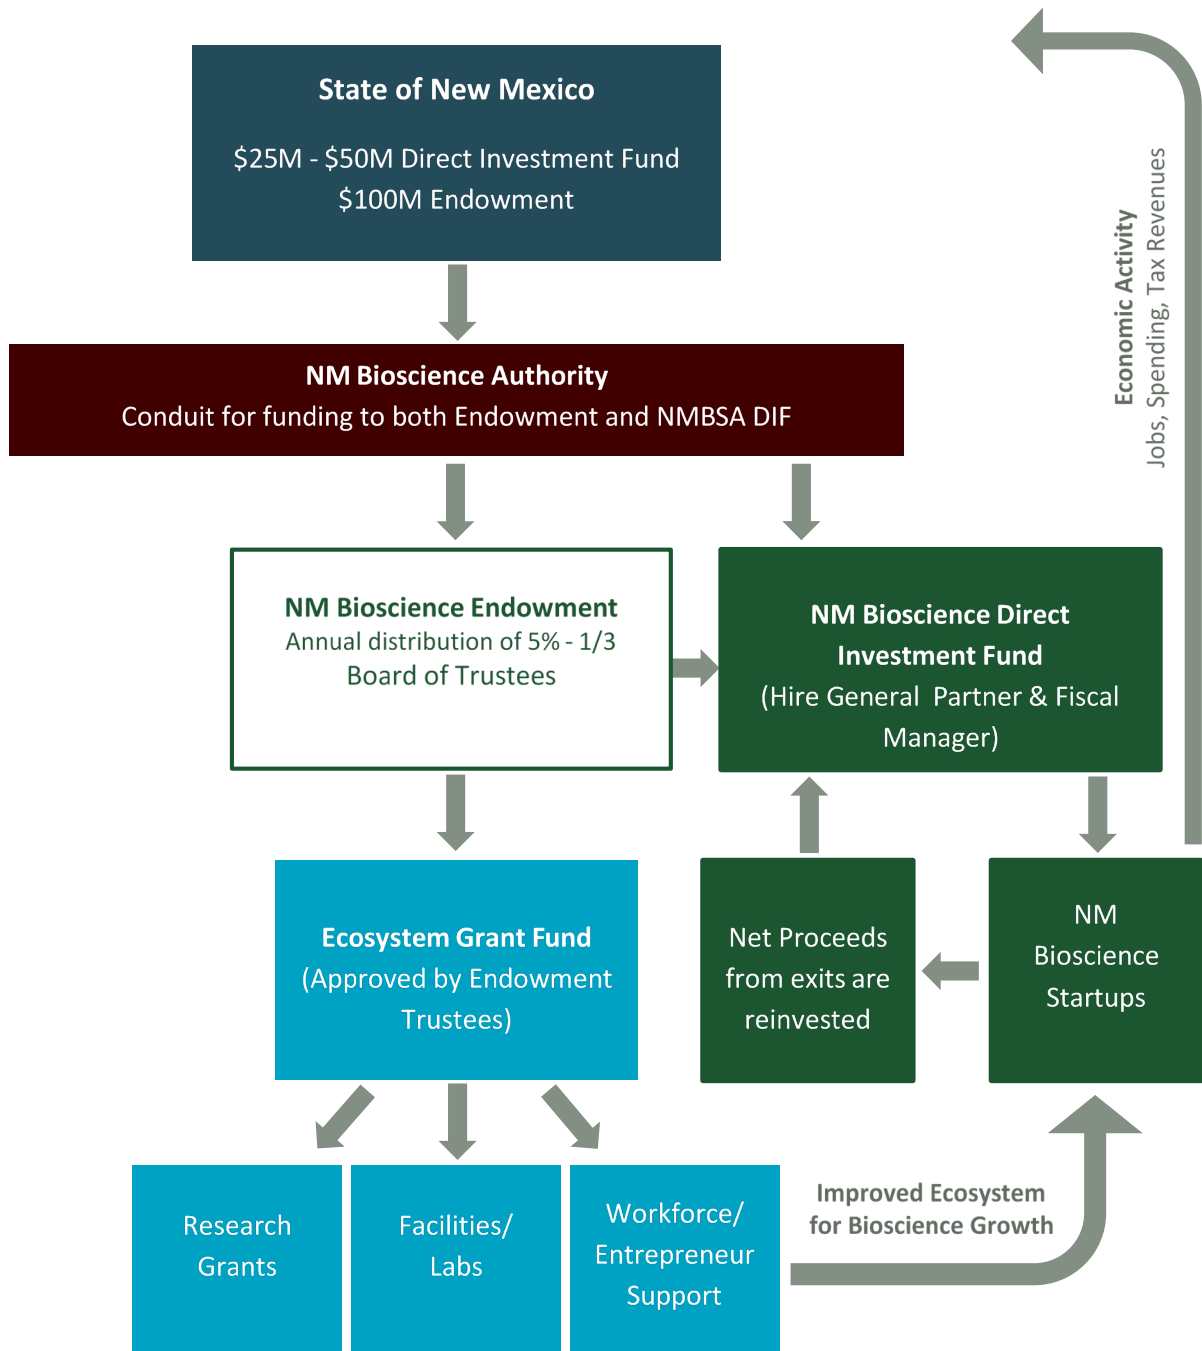 State of New Mexico
$25M - $50M Direct Investment Fund
$100M Endowment
Economic Activity
Jobs, Spending, Tax Revenues
NM Bioscience Authority
Conduit for funding to both Endowment and NMBSA DIF
NM Bioscience Endowment
Annual distribution of 5% - 1/3
Board of Trustees
NM Bioscience Direct
Investment Fund
(Hire General Partner & Fiscal
Manager)
Ecosystem Grant Fund
(Approved by Endowment
Trustees)
Net Proceeds
from exits are
reinvested
NM
Bioscience
Startups
Research
Grants
Facilities/
Labs
Workforce/
Entrepreneur
Support
Improved Ecosystem
for Bioscience Growth